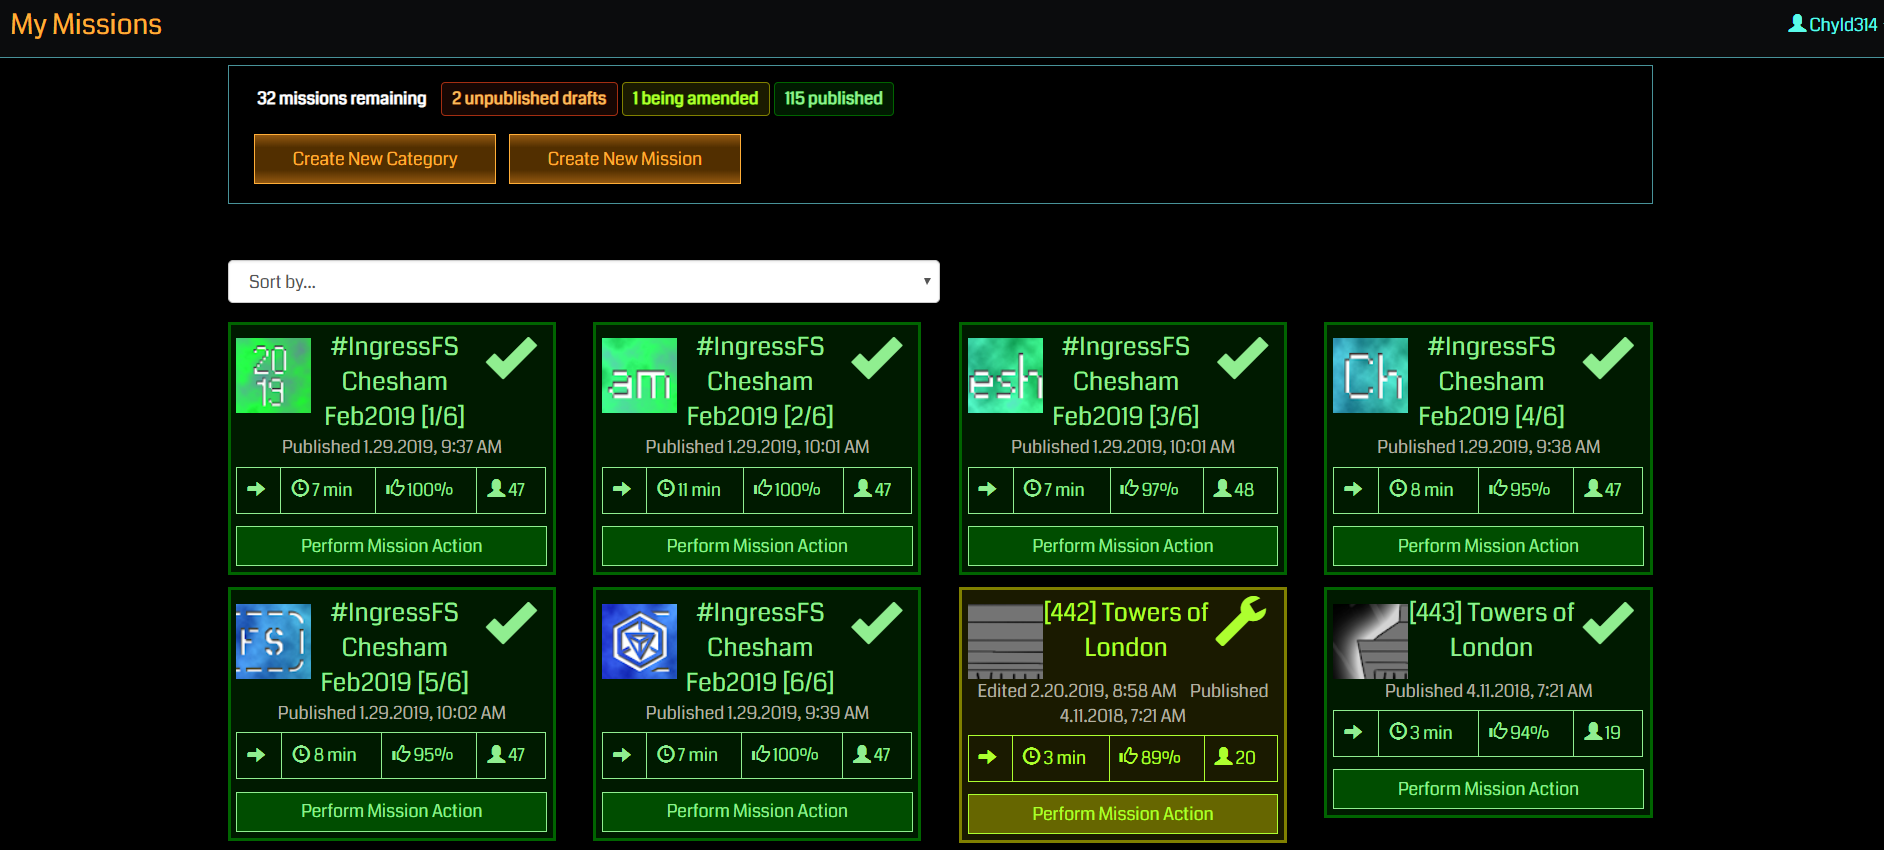 My Missions
Chyld314
32 missions remaining 2 unpublished drafts 1 being amended 115 published
Create New Category Create New Mission
Sort by...
20
19
#IngressFS
Chesham
Feb2019 [1/6]
Published 1.29.2019, 9:37 AM
7 min 100% 47
Perform Mission Action
am
#IngressFS
Chesham
Feb2019 [2/6]
Published 1.29.2019, 10:01 AM
11 min 100% 47
Perform Mission Action
esh
#IngressFS
Chesham
Feb2019 [3/6]
Published 1.29.2019, 10:01 AM
7 min 97% 48
Perform Mission Action
Ch
#IngressFS
Chesham
Feb2019 [4/6]
Published 1.29.2019, 9:38 AM
8 min 95% 47
Perform Mission Action
FS
#IngressFS
Chesham
Feb2019 [5/6]
Published 1.29.2019, 10:02 AM
8 min 95% 47
Perform Mission Action
#IngressFS
Chesham
Feb2019 [6/6]
Published 1.29.2019, 9:39 AM
7 min 100% 47
Perform Mission Action
[442] Towers of
London
Edited 2.20.2019, 8:58 AM Published
4.11.2018, 7:21 AM
3 min 89% 20
Perform Mission Action
[443] Towers of
London
Published 4.11.2018, 7:21 AM
3 min 94% 19
Perform Mission Action